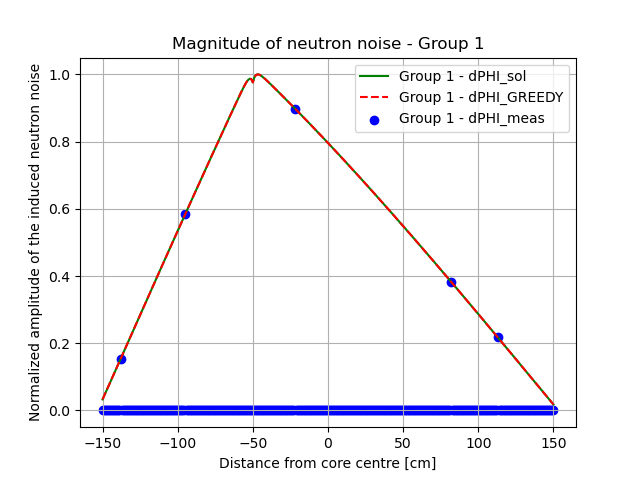 Magnitude of neutron noise - Group 1
Normalized amplitude of the induced neutron noise
1.0
0.8
0.6
0.4
0.2
0.0
Group 1 - dPHI_sol
Group 1 - dPHI_GREEDY
Group 1 - dPHI_meas
−150 −100 −50 0 50 100 150
Distance from core centre [cm]